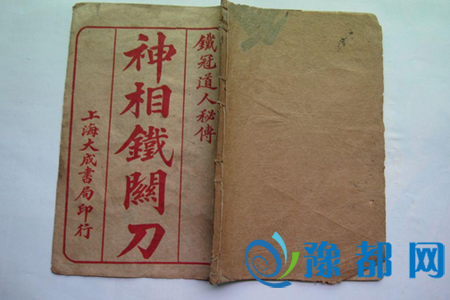 鐵冠道人秘傳
神相鐵關刀
上海大成書局印行
豫都网